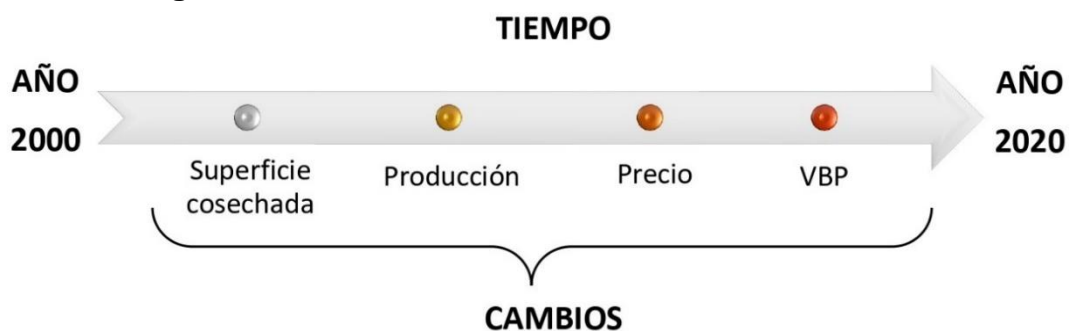 TIEMPO
AÑO
2000
AÑO
2020
Superficie
cosechada
Producción
Precio
VBP
CAMBIOS